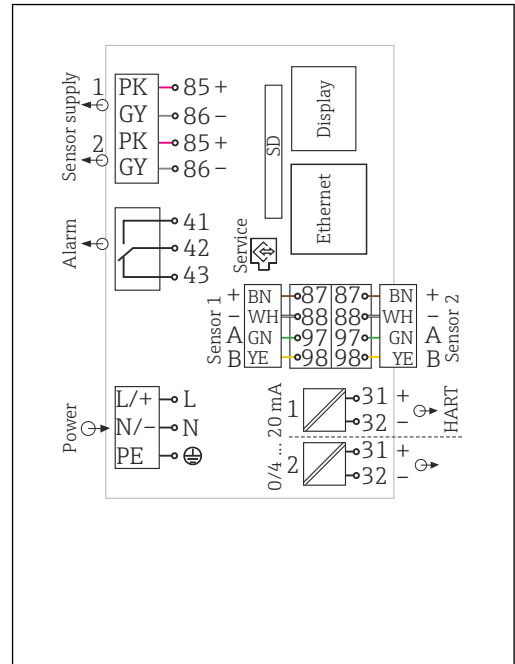 Sensor supply
1 PK 85 +
GY 86 -
2 PK 85 +
GY 86 -
SD
Display
Ethernet
Alarm
41
42
43
Service
Sensor 1
+ BN 87 87 BN +
- WH 88 88 WH -
A GN 97 97 GN A
B YE 98 98 YE B
Sensor 2
Power
L/+ L
N/- N
PE
0/4 ... 20 mA
1 31 +
32 -
HART
2 31 +
32 -